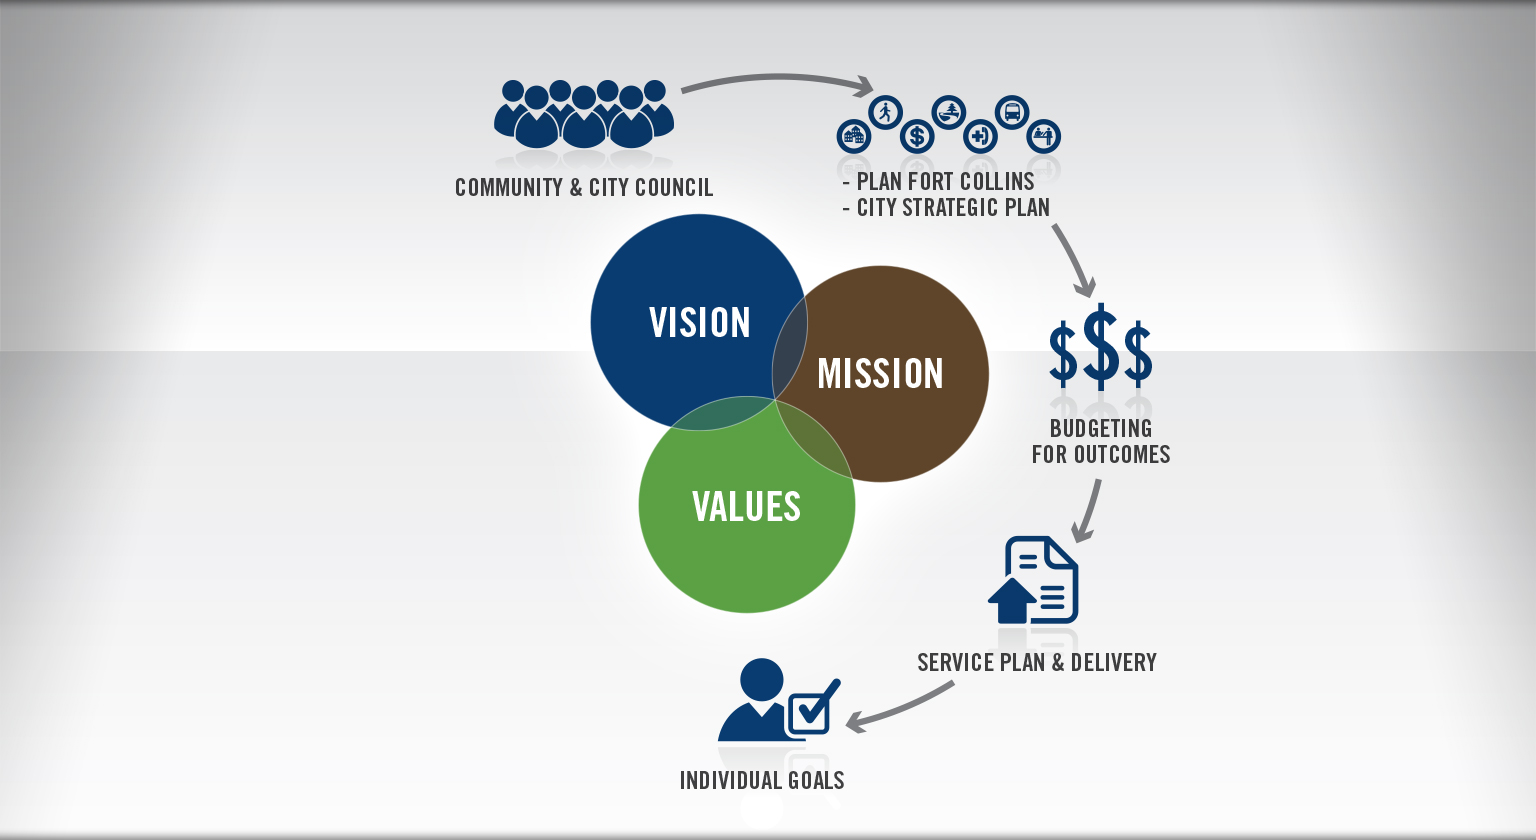 COMMUNITY & CITY COUNCIL
- PLAN FORT COLLINS
- CITY STRATEGIC PLAN
VISION
MISSION
VALUES
BUDGETING
FOR OUTCOMES
SERVICE PLAN & DELIVERY
INDIVIDUAL GOALS